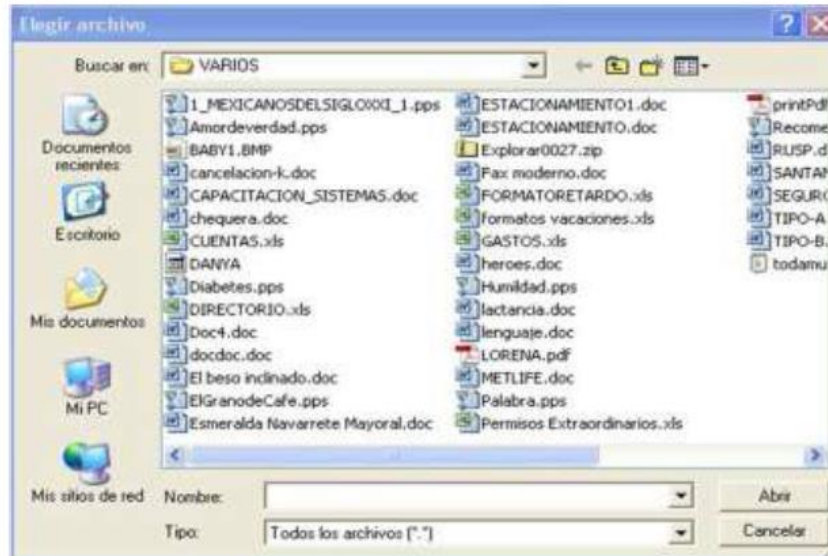 Elegir archivo
Buscar en: VARIOS
Documentos recientes
Escritorio
Mis documentos
Mi PC
Mis sitios de red
1_MEXICANOSDELSIGLOXXI_1.pps
Amordeverdad.pps
BABY1.BMP
cancelacion-k.doc
CAPACITACION_SISTEMAS.doc
chequera.doc
CUENTAS.xls
DANYA
Diabetes.pps
DIRECTORIO.xls
Doc4.doc
docdoc.doc
El beso inclinado.doc
ElGranodeCafe.pps
Esmeralda Navarrete Mayoral.doc
ESTACIONAMIENTO1.doc
ESTACIONAMIENTO.doc
Explorar0027.zip
Fax moderno.doc
FORMATORETARDO.xls
formatos vacaciones.xls
GASTOS.xls
heroes.doc
Humildad.pps
lactancia.doc
lenguaje.doc
LORENA.pdf
METLIFE.doc
Palabra.pps
Permisos Extraordinarios.xls
printPdf
Recome
RUSP.d
SANTAN
SEGURO
TIPO-A
TIPO-B.
todamu
Nombre:
Abrir
Tipo: Todos los archivos (*.*)
Cancelar